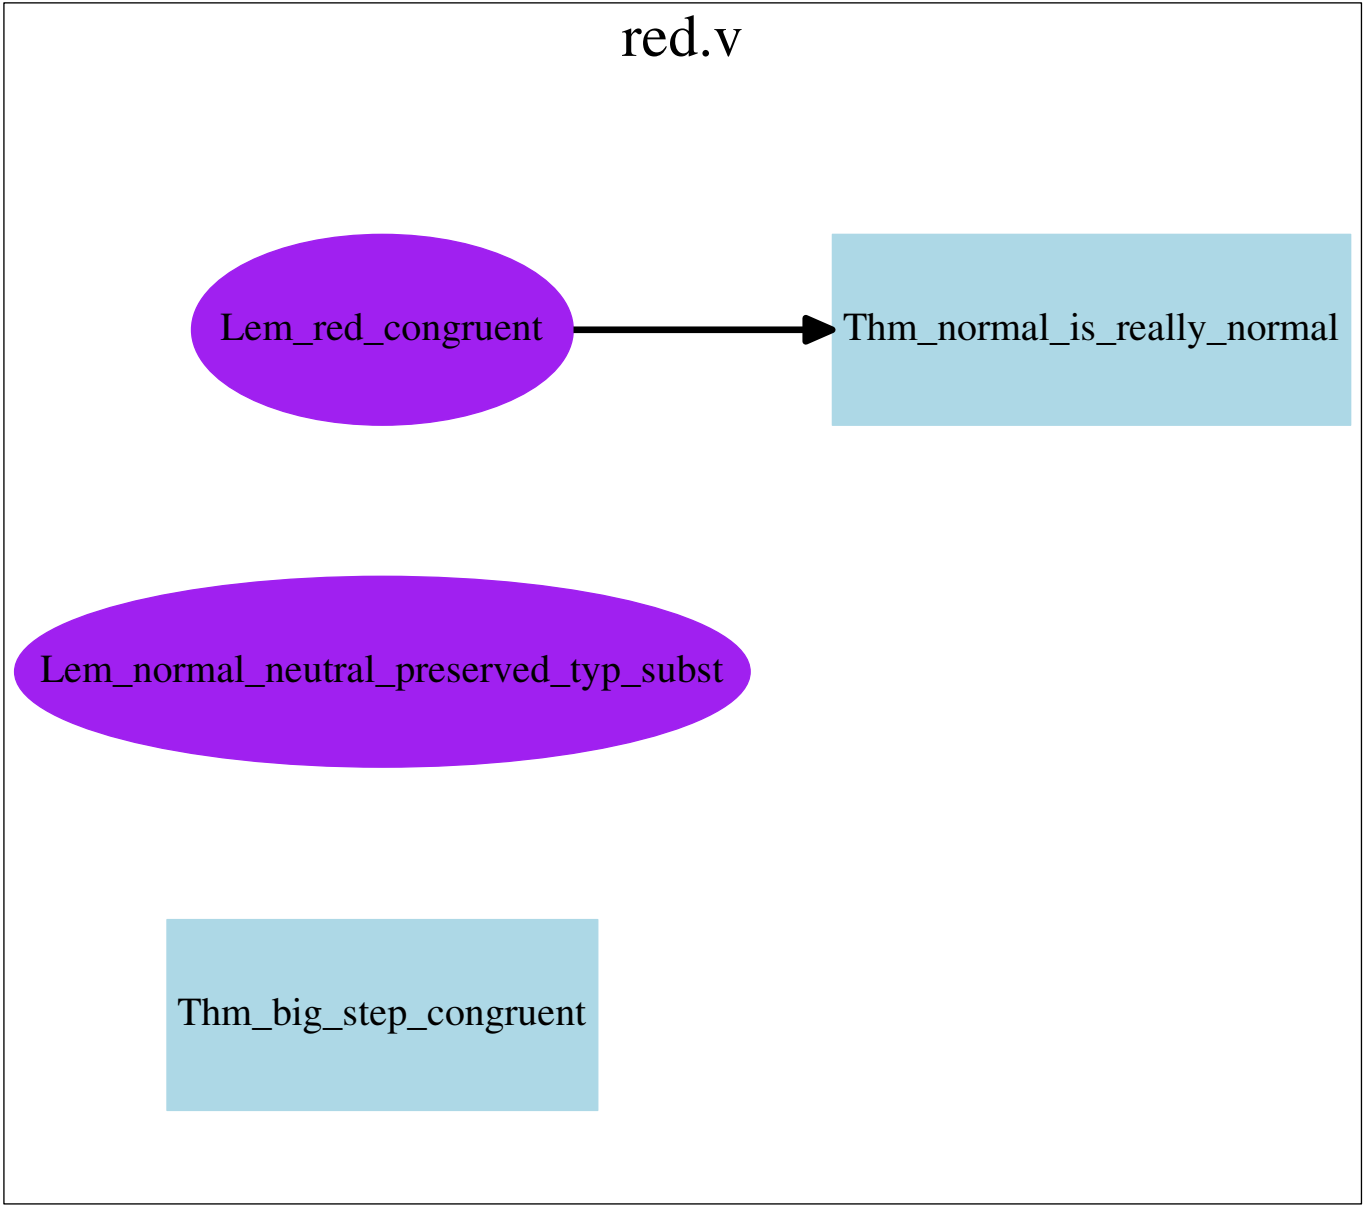 red.v
Lem_red_congruent
Thm_normal_is_really_normal
Lem_normal_neutral_preserved_typ_subst
Thm_big_step_congruent